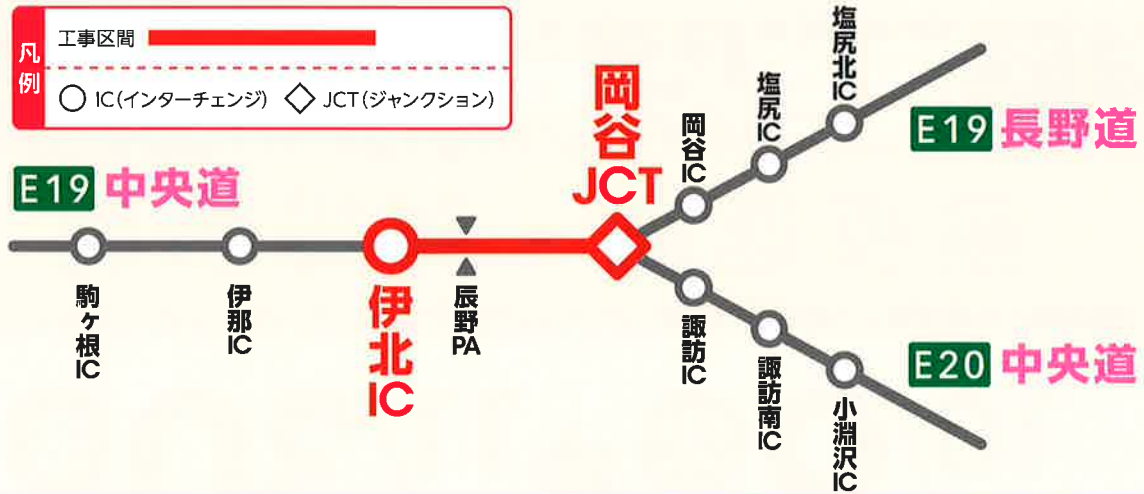 凡例
工事区間
IC(インターチェンジ) JCT(ジャンクション)
E19 中央道
駒ヶ根IC
伊那IC
伊北IC
辰野PA
岡谷JCT
岡谷IC
塩尻IC
塩尻北IC
E19 長野道
諏訪IC
諏訪南IC
小淵沢IC
E20 中央道